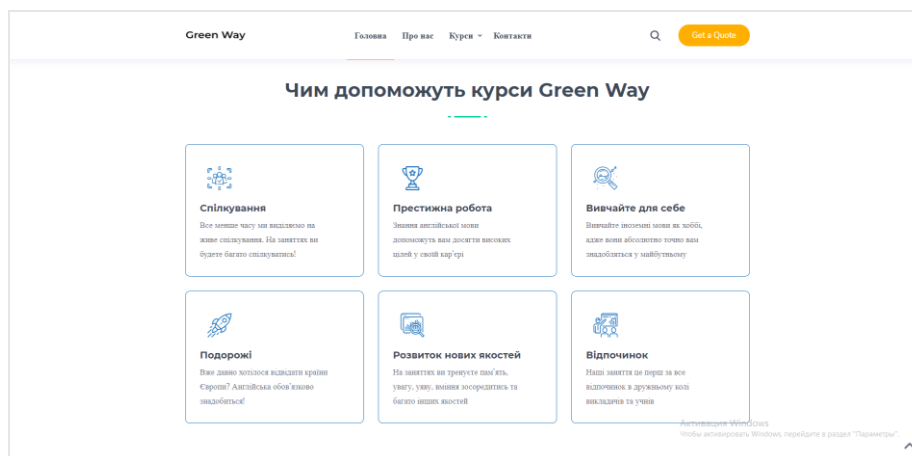 Green Way
Головна Про нас Курси Контакти
Get a Quote
Чим допоможуть курси Green Way
Спілкування
Все менше часу ми виділяємо на
живе спілкування. На заняттях ви
будете багато спілкуватись!
Престижна робота
Знання англійської мови
допоможуть вам досягти високих
цілей у своїй кар'єрі
Вивчайте для себе
Вивчайте іноземні мови як хоббі,
адже вони абсолютно точно вам
знадобляться у майбутньому
Подорожі
Вже давно хотілося відвідати країни
Європи? Англійська обов'язково
знадобиться!
Розвиток нових якостей
На заняттях ви тренуєте пам'ять,
увагу, уяву, вміння зосередитись та
багато інших якостей
Відпочинок
Наші заняття це перш за все
відпочинок в дружньому колі
викладачів та учнів
Активация Windows
Чтобы активировать Windows, перейдите в раздел "Параметры".